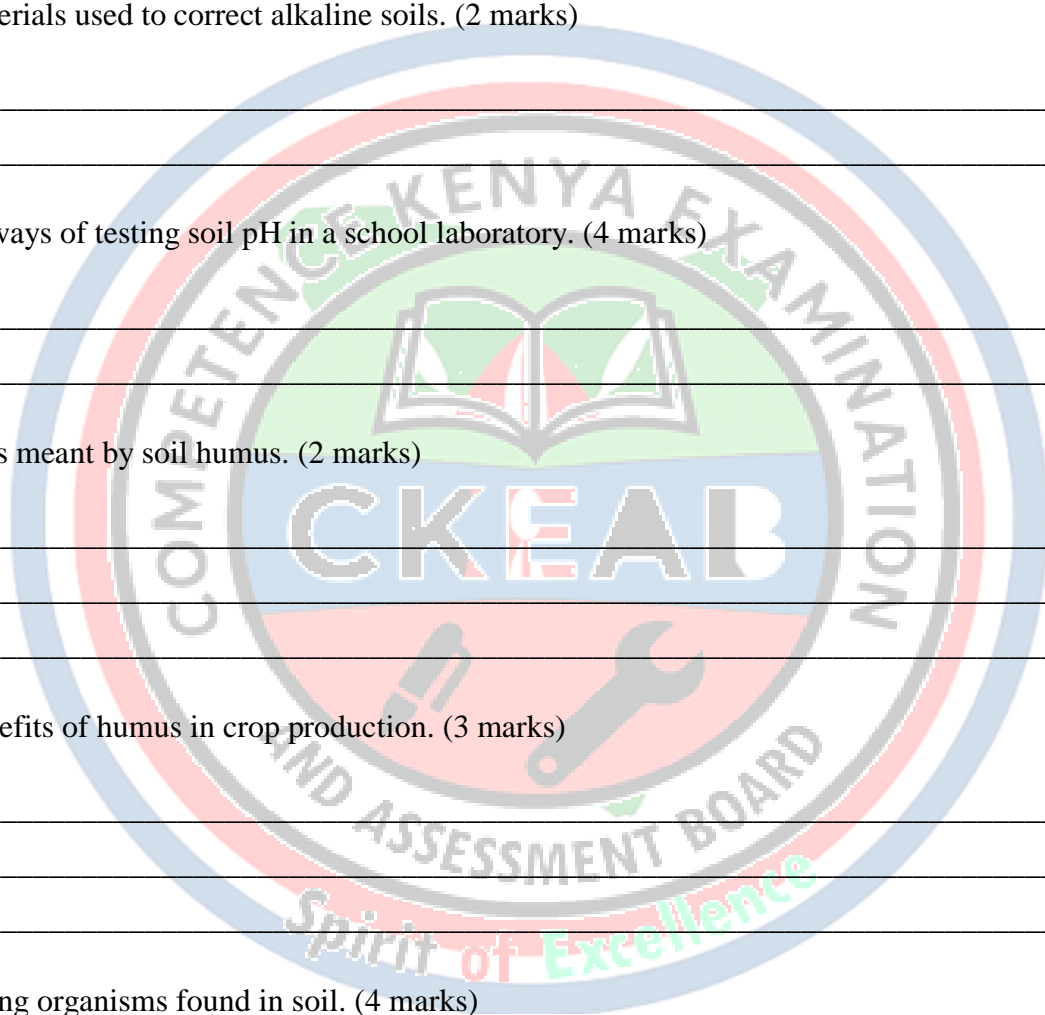 erials used to correct alkaline soils. (2 marks)
ways of testing soil pH in a school laboratory. (4 marks)
s meant by soil humus. (2 marks)
efits of humus in crop production. (3 marks)
ng organisms found in soil. (4 marks)
COMPETENCE KENYA EXAMINATION
CKEAB
AND ASSESSMENT BOARD
Spirit of Excellence